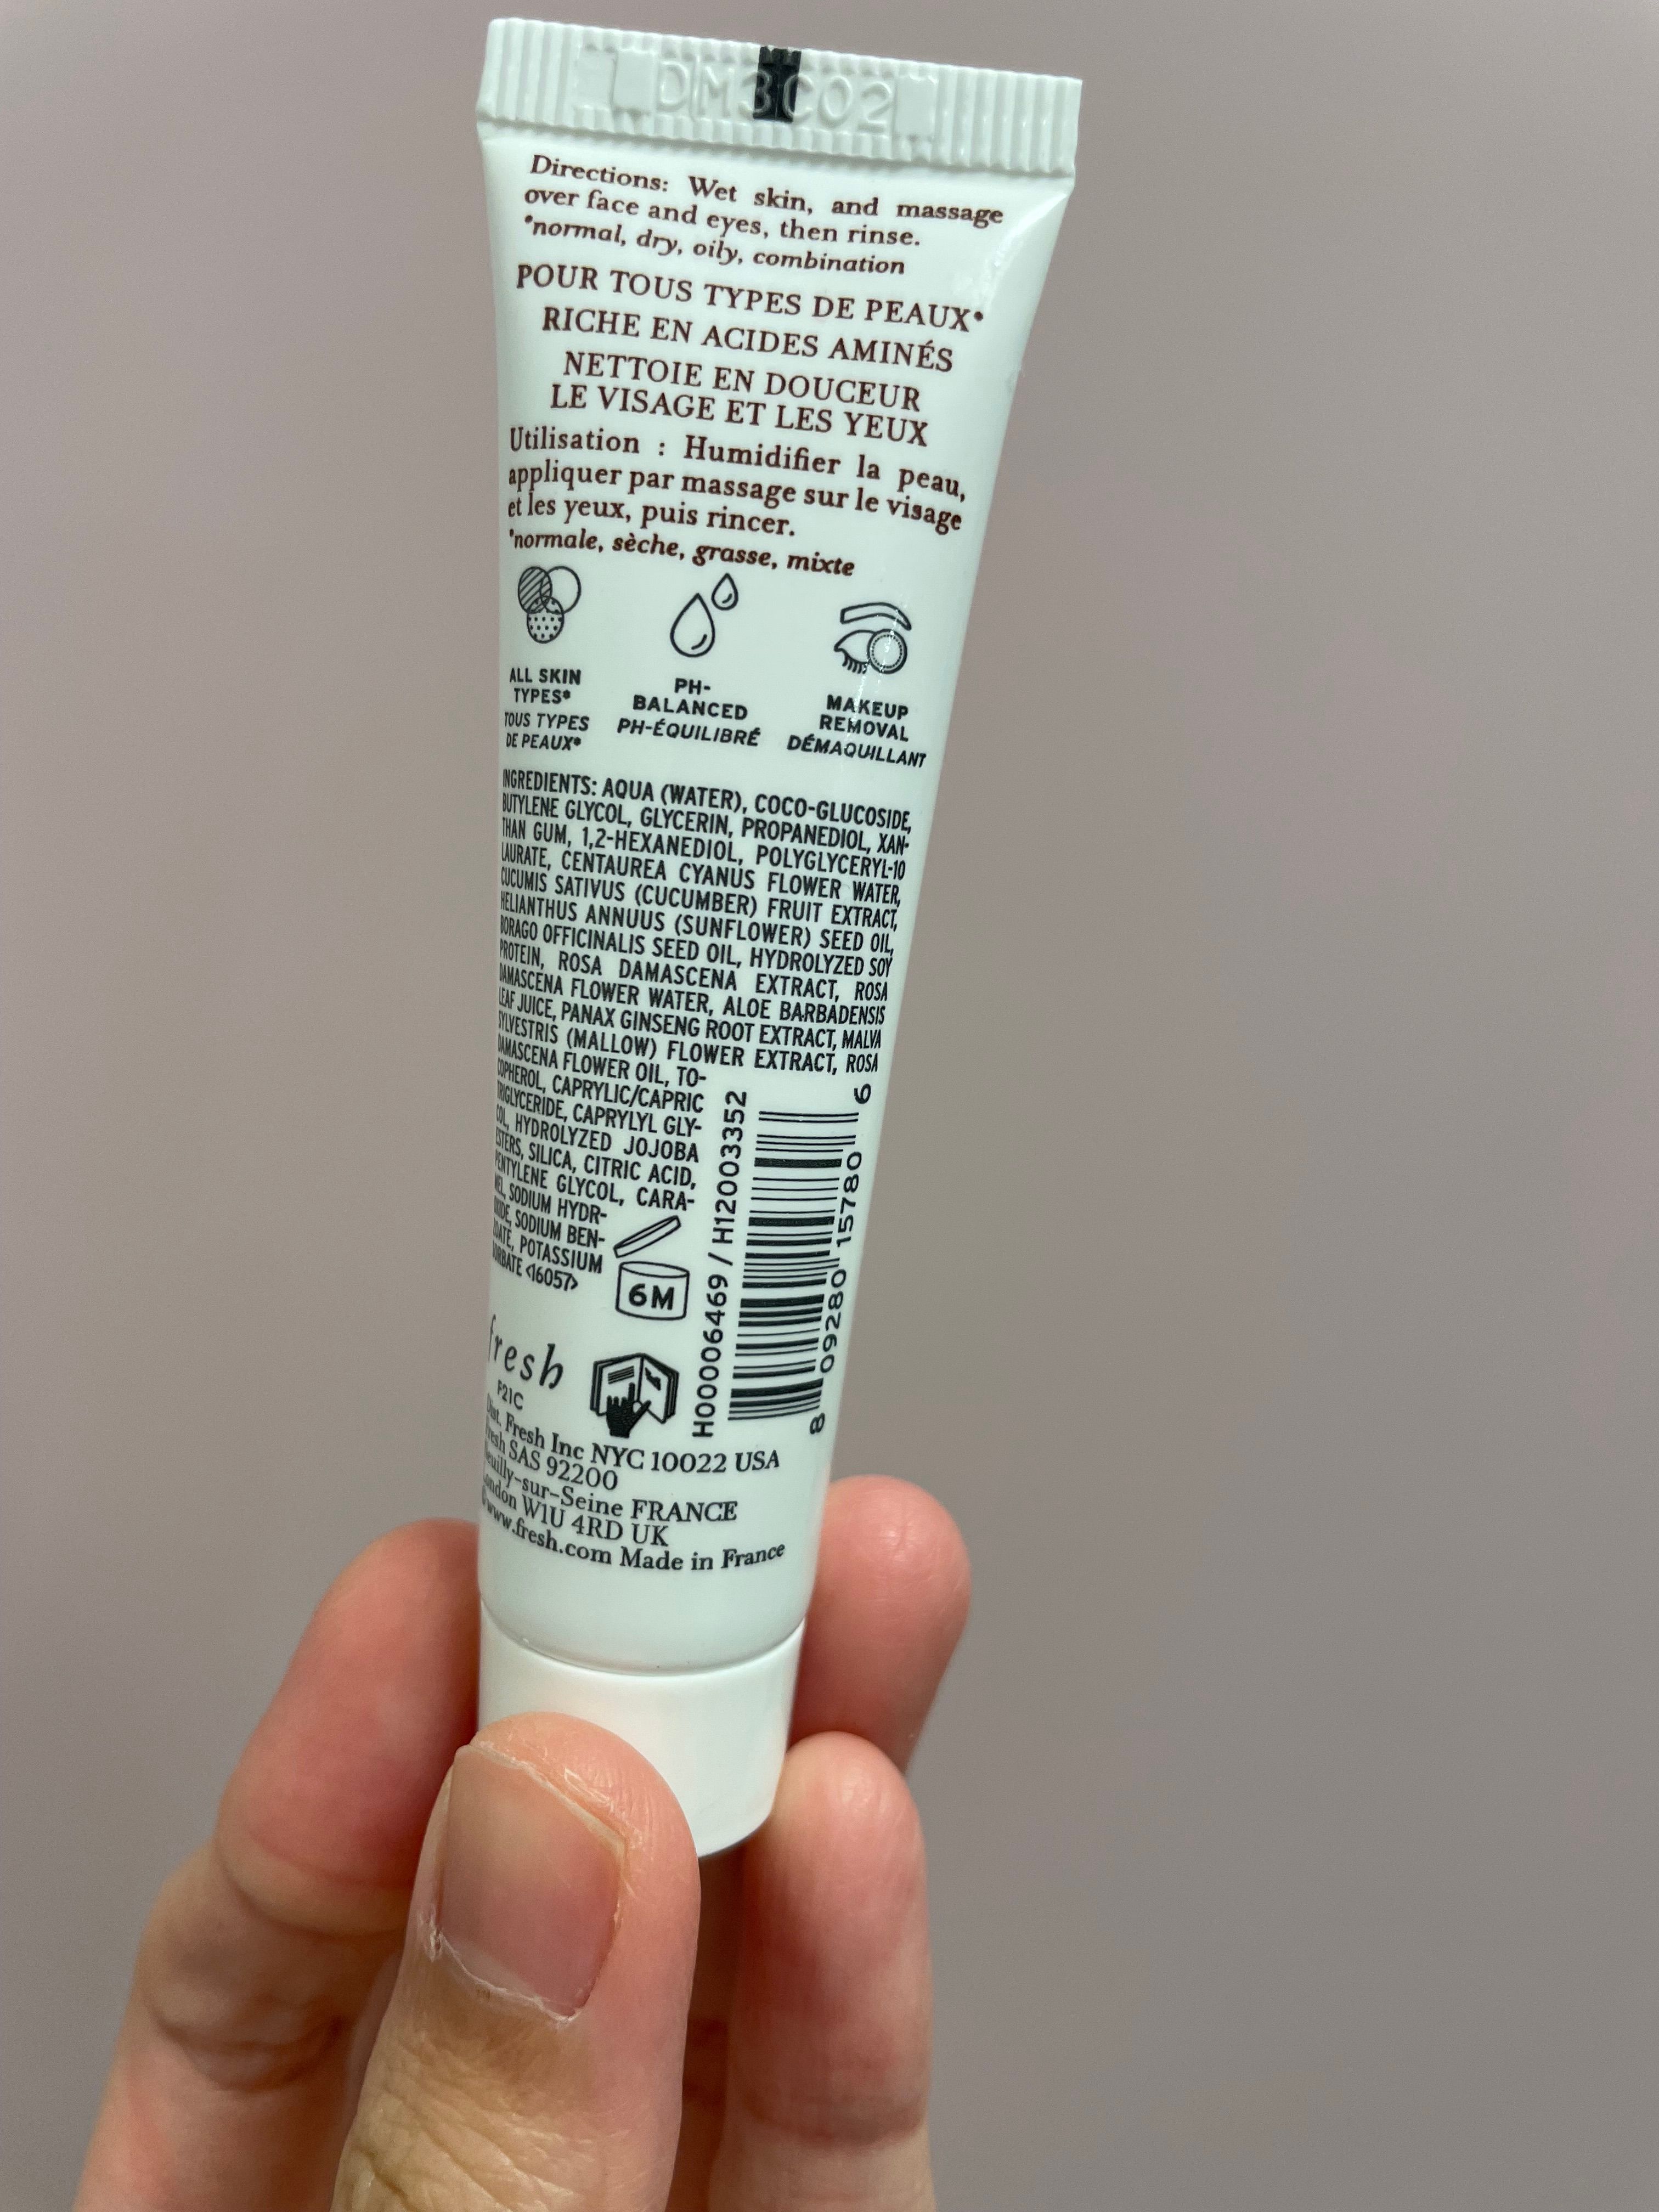 DM3C02
Directions: Wet skin, and massage
over face and eyes, then rinse.
*normal, dry, oily, combination
POUR TOUS TYPES DE PEAUX*
RICHE EN ACIDES AMINÉS
NETTOIE EN DOUCEUR
LE VISAGE ET LES YEUX
Utilisation : Humidifier la peau,
appliquer par massage sur le visage
et les yeux, puis rincer.
*normale, sèche, grasse, mixte
ALL SKIN
TYPES*
TOUS TYPES
DE PEAUX*
PH-
BALANCED
PH-ÉQUILIBRÉ
MAKEUP
REMOVAL
DÉMAQUILLANT
INGREDIENTS: AQUA (WATER), COCO-GLUCOSIDE,
BUTYLENE GLYCOL, GLYCERIN, PROPANEDIOL, XAN-
THAN GUM, 1,2-HEXANEDIOL, POLYGLYCERYL-10
LAURATE, CENTAUREA CYANUS FLOWER WATER,
CUCUMIS SATIVUS (CUCUMBER) FRUIT EXTRACT,
HELIANTHUS ANNUUS (SUNFLOWER) SEED OIL,
BORAGO OFFICINALIS SEED OIL, HYDROLYZED SOY
PROTEIN, ROSA DAMASCENA EXTRACT, ROSA
DAMASCENA FLOWER WATER, ALOE BARBADENSIS
LEAF JUICE, PANAX GINSENG ROOT EXTRACT, MALVA
SYLVESTRIS (MALLOW) FLOWER EXTRACT, ROSA
DAMASCENA FLOWER OIL, TO-
COPHEROL, CAPRYLIC/CAPRIC
TRIGLYCERIDE, CAPRYLYL GLY-
COL, HYDROLYZED JOJOBA
ESTERS, SILICA, CITRIC ACID,
PENTYLENE GLYCOL, CARA-
MEL, SODIUM HYDR-
OXIDE, SODIUM BEN-
ZOATE, POTASSIUM
SORBATE <16057>
6M
H00006469 / H12003352
8 09280 15780 6
fresh
F21C
Dist. Fresh Inc NYC 10022 USA
Fresh SAS 92200
Neuilly-sur-Seine FRANCE
London W1U 4RD UK
www.fresh.com Made in France